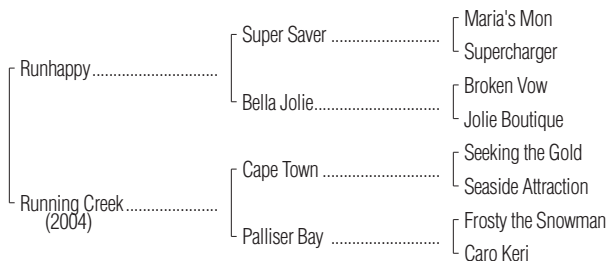 Maria's Mon
Super Saver ................................
Supercharger
Runhappy.....................................
Broken Vow
Bella Jolie.....................................
Jolie Boutique
Seeking the Gold
Cape Town ..................................
Seaside Attraction
Running Creek...........................
(2004)
Frosty the Snowman
Palliser Bay ................................
Caro Keri